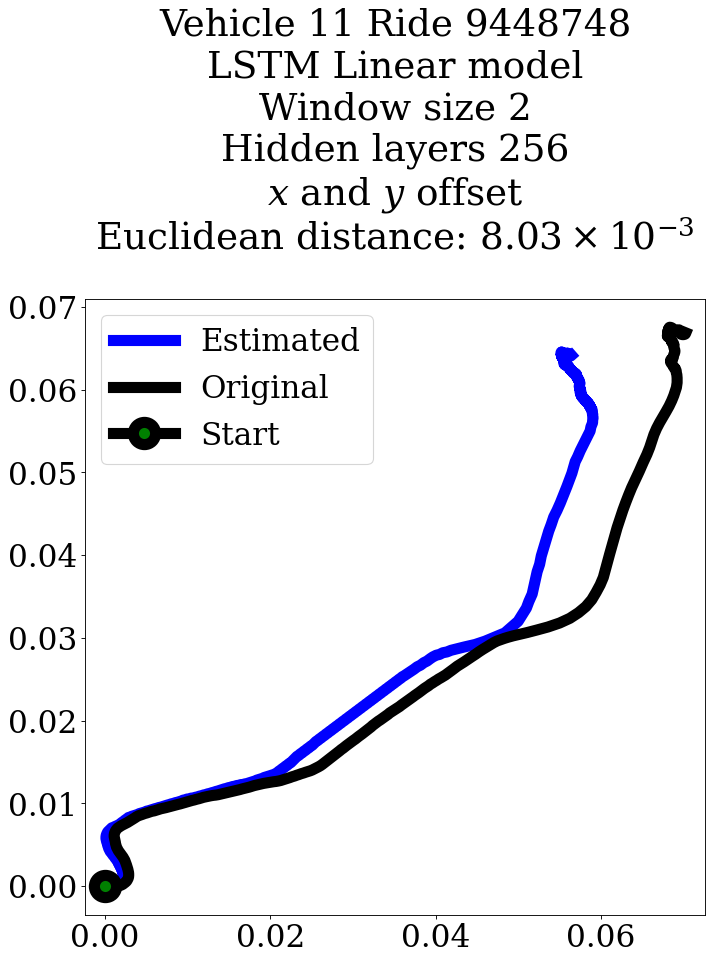 Vehicle 11 Ride 9448748
LSTM Linear model
Window size 2
Hidden layers 256
x and y offset
Euclidean distance: 8.03 × 10⁻³
0.07
0.06
0.05
0.04
0.03
0.02
0.01
0.00
Estimated
Original
Start
0.00 0.02 0.04 0.06